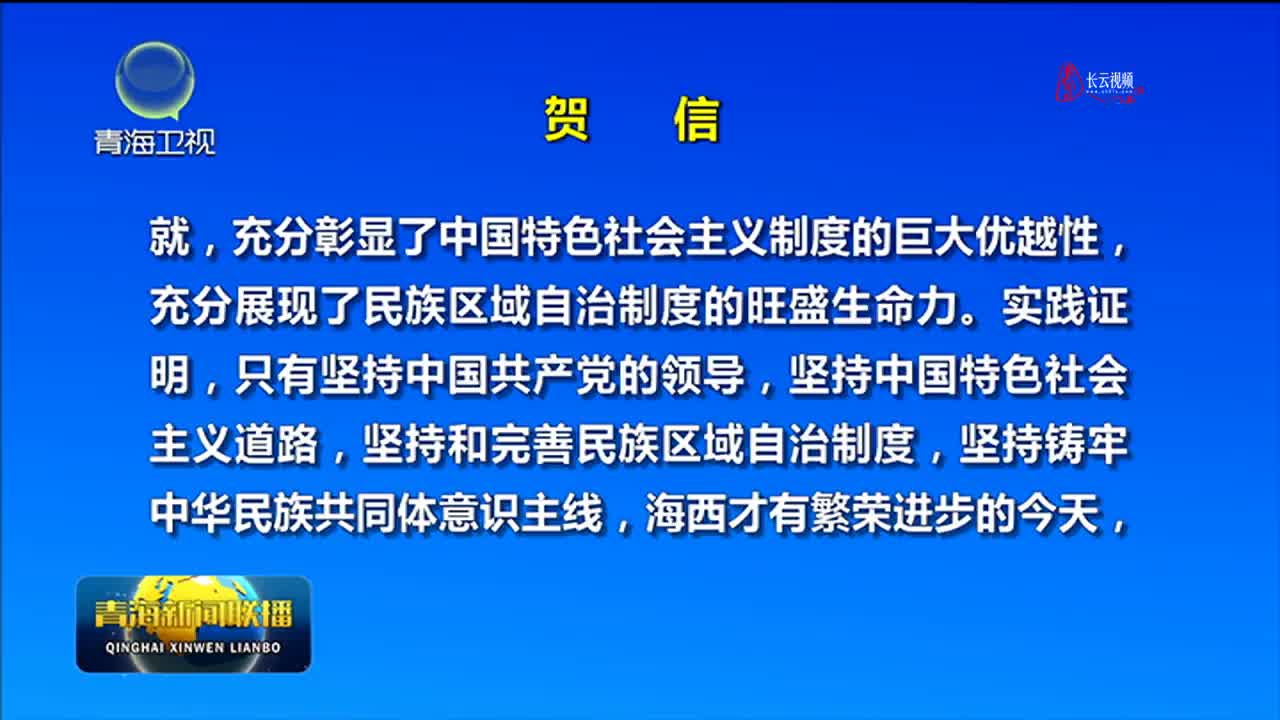 青海卫视
长云视频
贺 信
就，充分彰显了中国特色社会主义制度的巨大优越性，
充分展现了民族区域自治制度的旺盛生命力。实践证
明，只有坚持中国共产党的领导，坚持中国特色社会
主义道路，坚持和完善民族区域自治制度，坚持铸牢
中华民族共同体意识主线，海西才有繁荣进步的今天，
青海新闻联播
QINGHAI XINWEN LIANBO